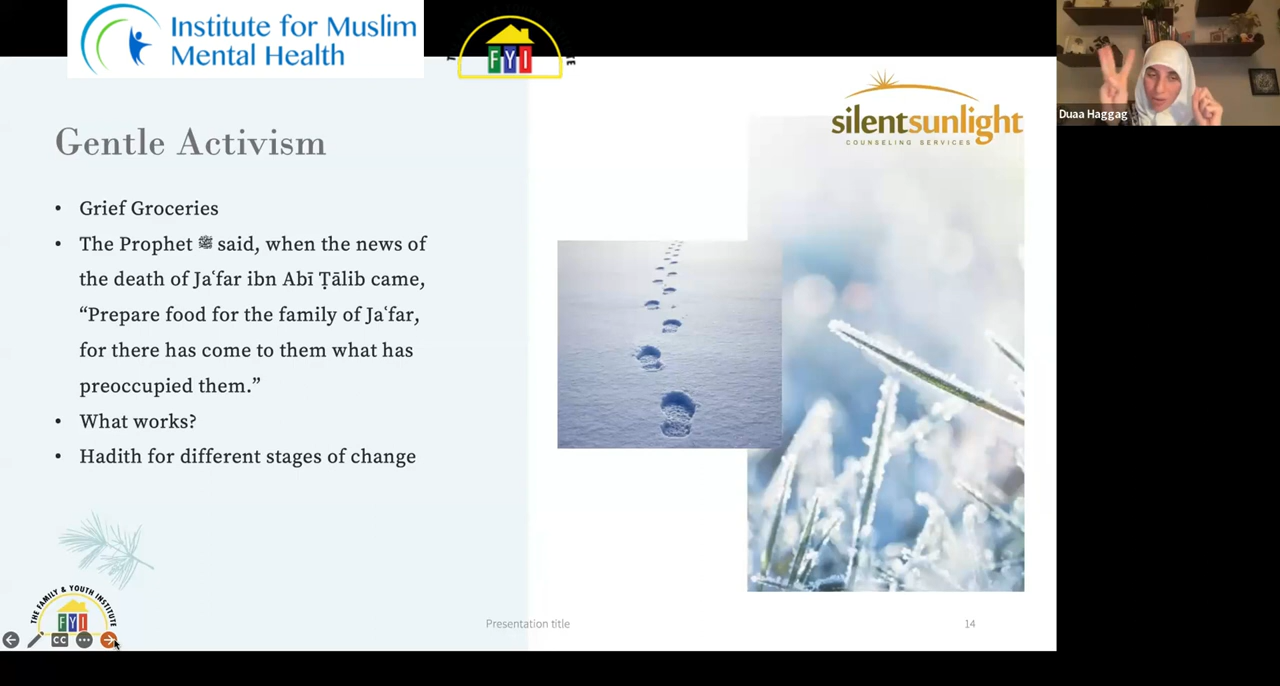 Institute for Muslim
Mental Health
FYI
silentsunlight
COUNSELING SERVICES
Duaa Haggag
Gentle Activism
• Grief Groceries
• The Prophet ﷺ said, when the news of
the death of Jaʿfar ibn Abī Ṭālib came,
“Prepare food for the family of Jaʿfar,
for there has come to them what has
preoccupied them.”
• What works?
• Hadith for different stages of change
THE FAMILY & YOUTH INSTITUTE
FYI
CC
Presentation title
14